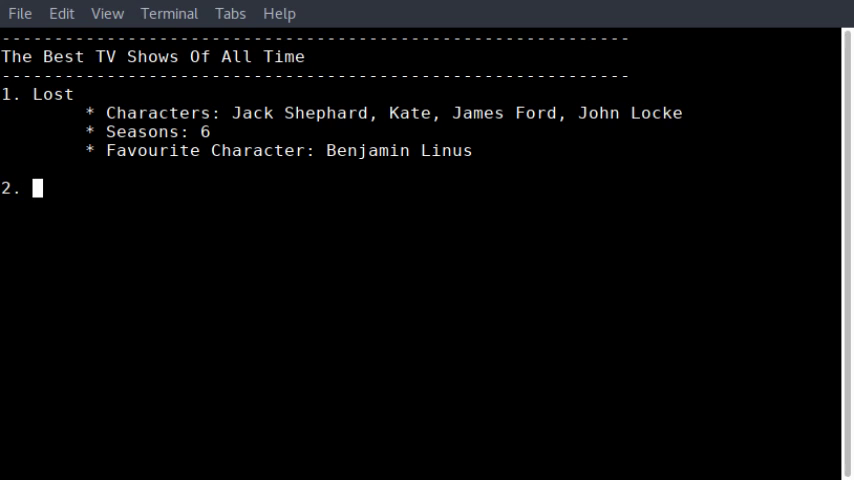 File Edit View Terminal Tabs Help
------------------------------------------------------------
The Best TV Shows Of All Time
------------------------------------------------------------
1. Lost
        * Characters: Jack Shephard, Kate, James Ford, John Locke
        * Seasons: 6
        * Favourite Character: Benjamin Linus
2.